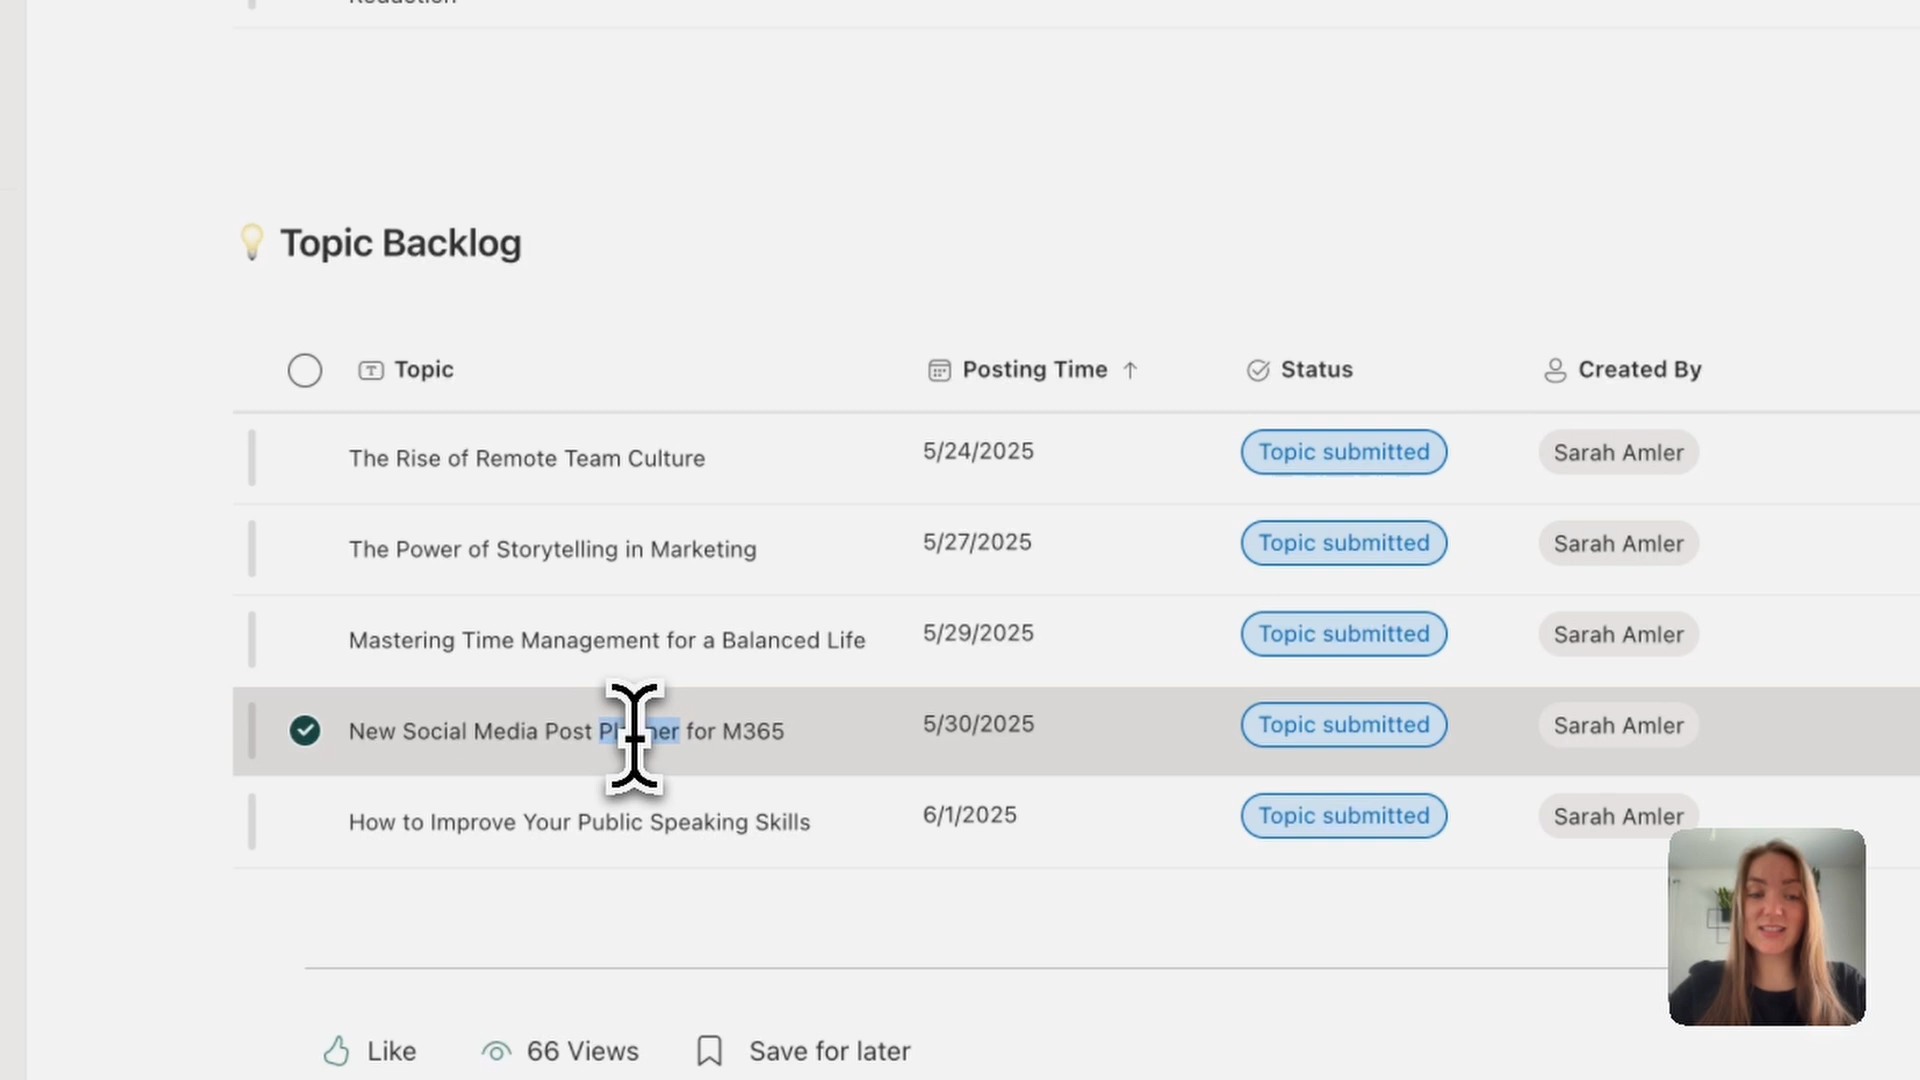 Topic Backlog
Topic Posting Time Status Created By
The Rise of Remote Team Culture 5/24/2025 Topic submitted Sarah Amler
The Power of Storytelling in Marketing 5/27/2025 Topic submitted Sarah Amler
Mastering Time Management for a Balanced Life 5/29/2025 Topic submitted Sarah Amler
New Social Media Post Planner for M365 5/30/2025 Topic submitted Sarah Amler
How to Improve Your Public Speaking Skills 6/1/2025 Topic submitted Sarah Amler
Like 66 Views Save for later